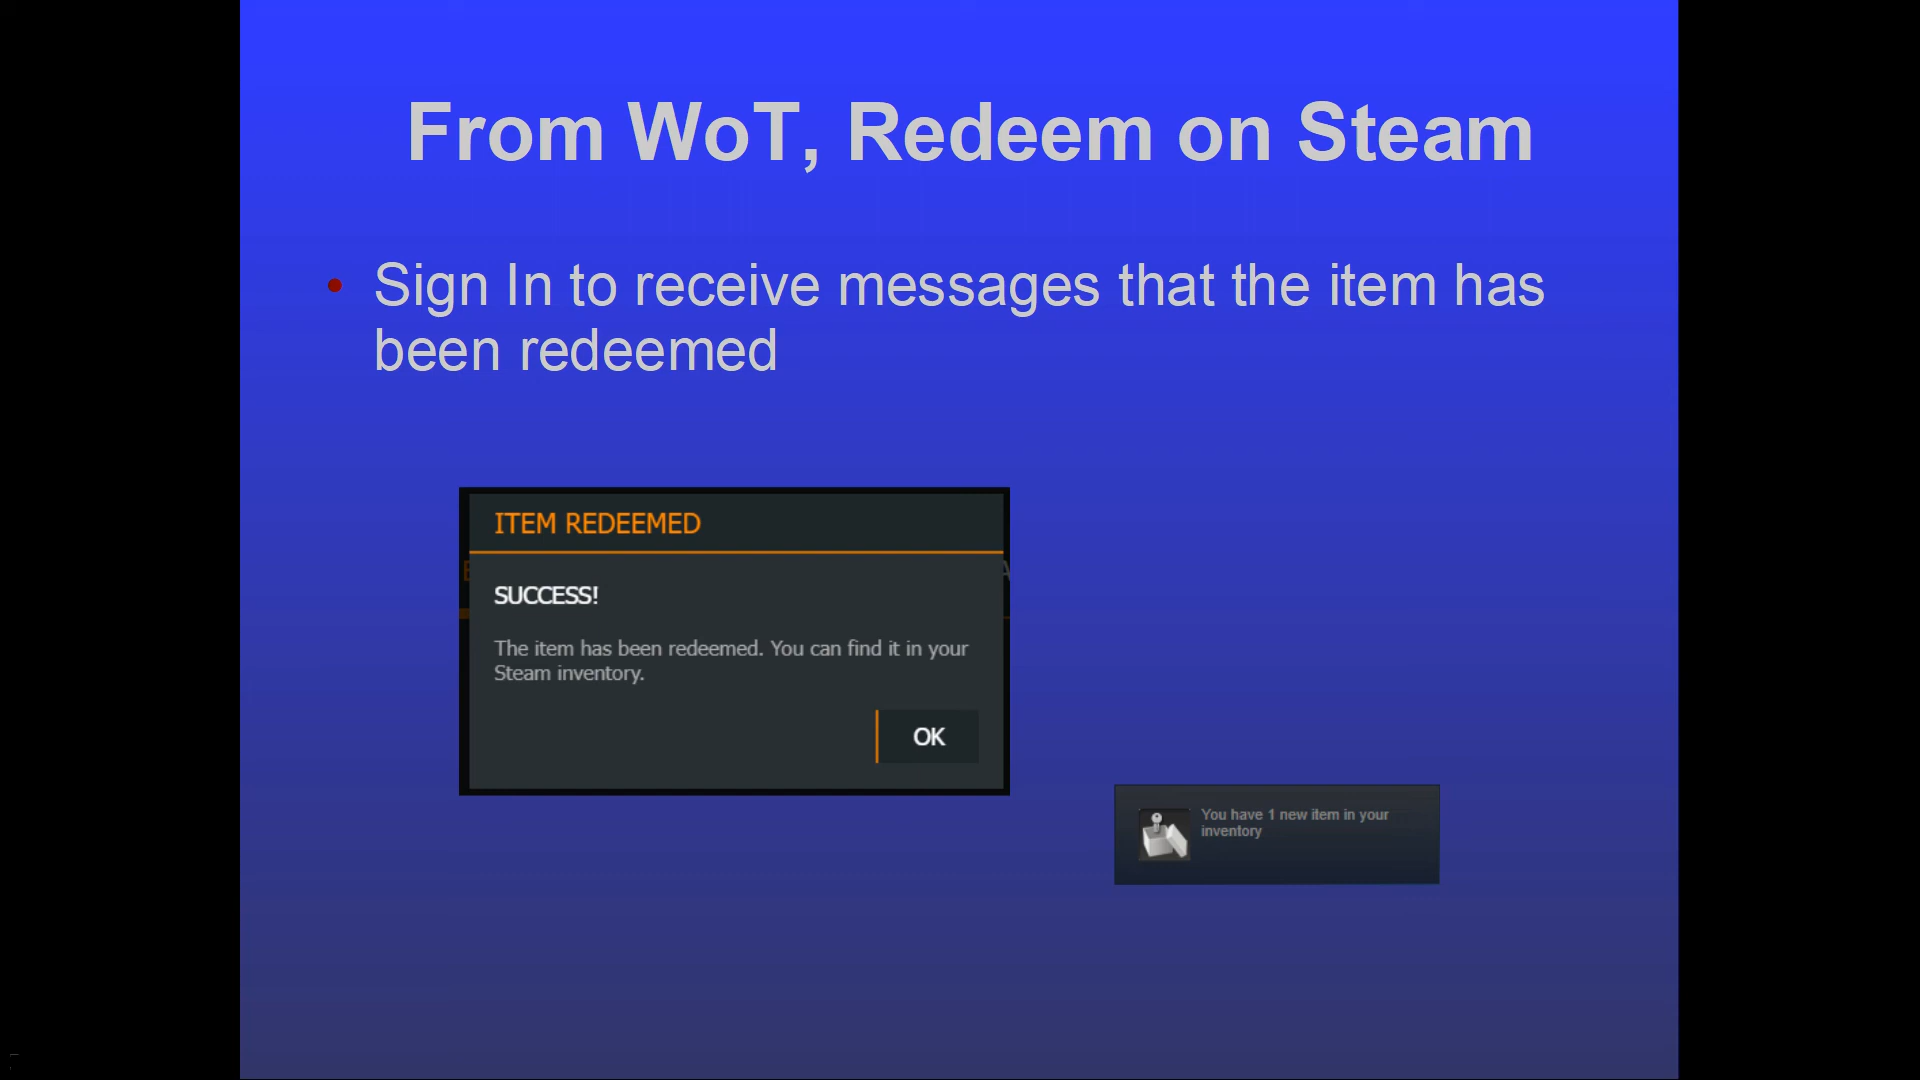 From WoT, Redeem on Steam
• Sign In to receive messages that the item has
been redeemed
ITEM REDEEMED
SUCCESS!
The item has been redeemed. You can find it in your
Steam inventory.
OK
You have 1 new item in your
inventory